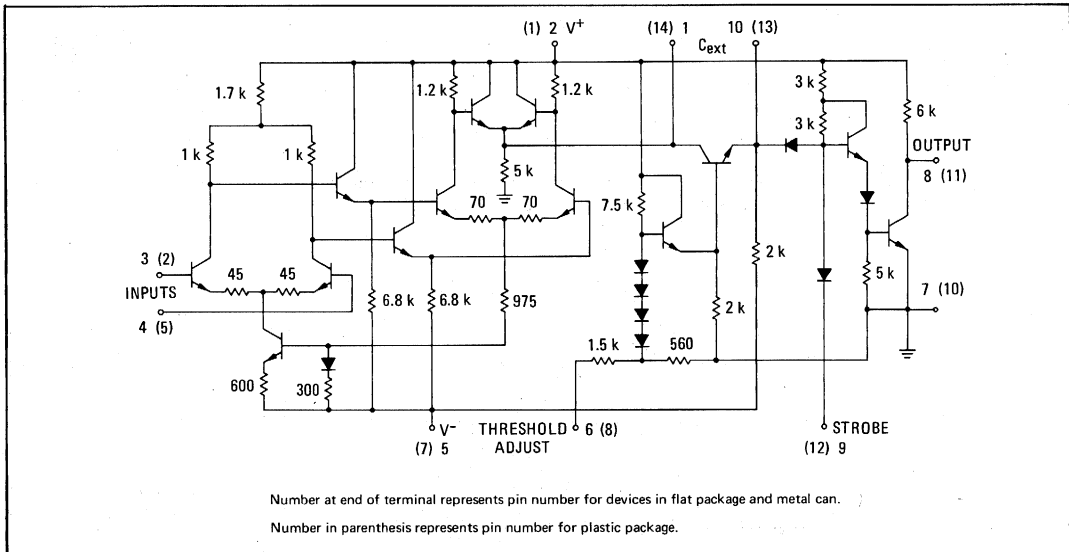 (1) 2 V+
(14) 1
10 (13)
Cext
1.7 k
1.2 k
1.2 k
3 k
3 k
6 k
1 k
1 k
5 k
OUTPUT
8 (11)
70
70
7.5 k
3 (2)
45
45
INPUTS
4 (5)
6.8 k
6.8 k
975
2 k
2 k
5 k
7 (10)
1.5 k
560
600
300
V−
(7) 5
THRESHOLD
ADJUST
6 (8)
STROBE
(12) 9
Number at end of terminal represents pin number for devices in flat package and metal can.
Number in parenthesis represents pin number for plastic package.